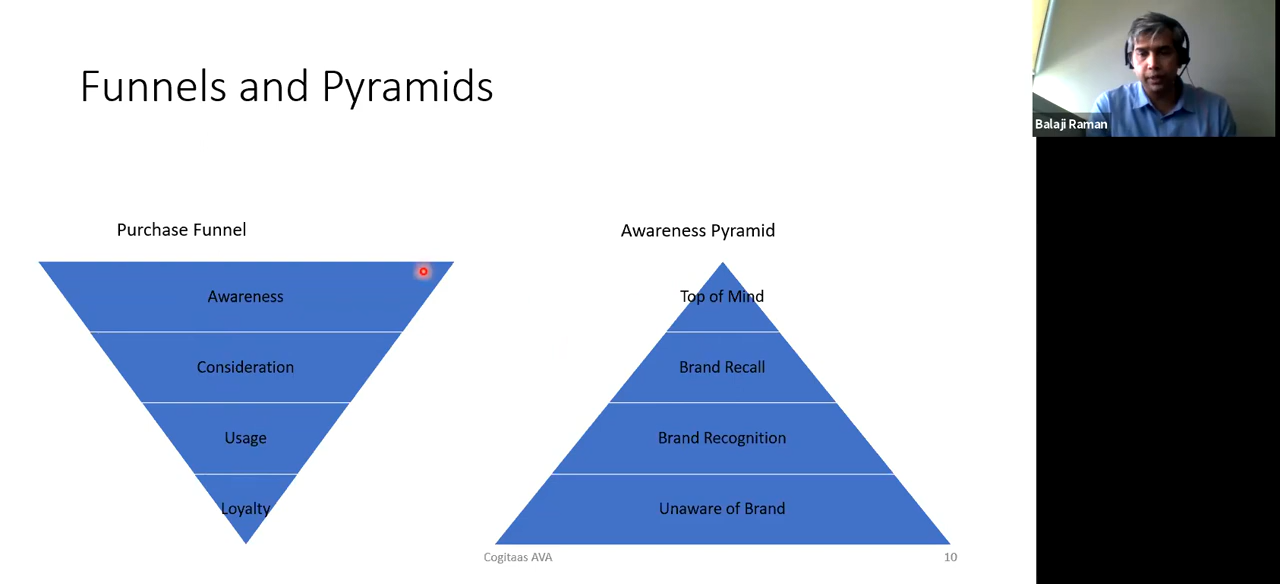 Funnels and Pyramids
Balaji Raman
Purchase Funnel
Awareness
Consideration
Usage
Loyalty
Awareness Pyramid
Top of Mind
Brand Recall
Brand Recognition
Unaware of Brand
Cogitaas AVA
10